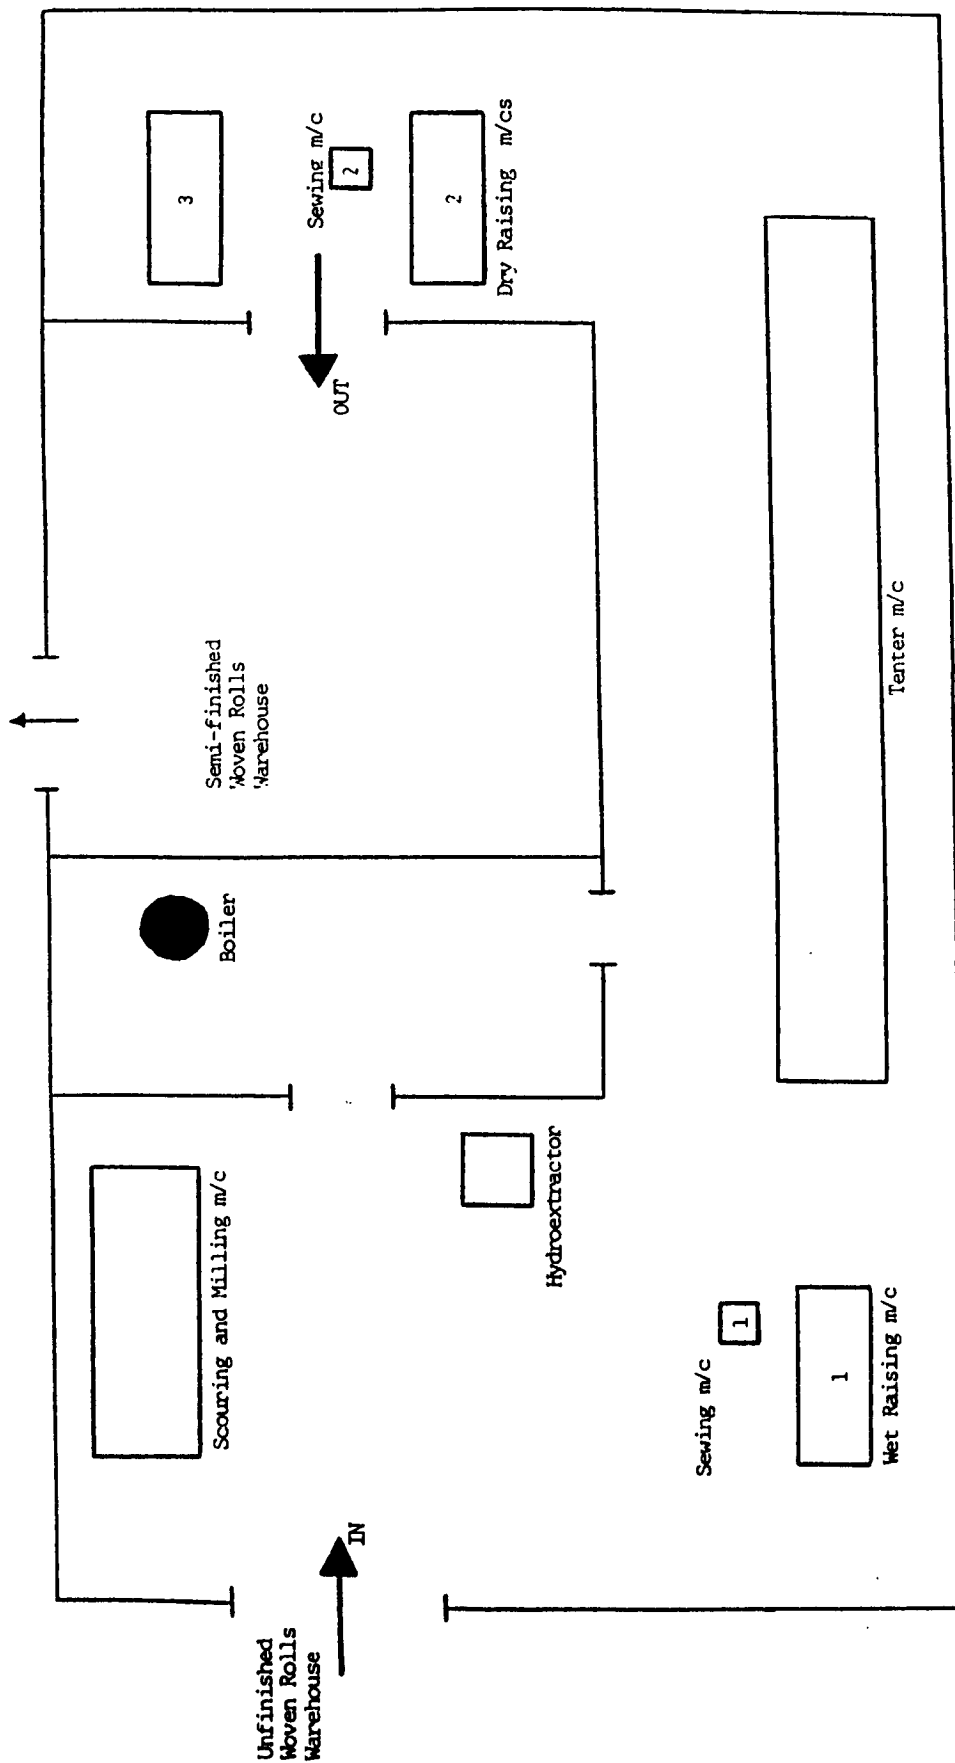 Unfinished
Woven Rolls
Warehouse
IN
Scouring and Milling m/c
Hydroextractor
Sewing m/c
1
1
Wet Raising m/c
Boiler
Semi-finished
Woven Rolls
Warehouse
Tenter m/c
OUT
3
Sewing m/c
2
2
Dry Raising m/cs